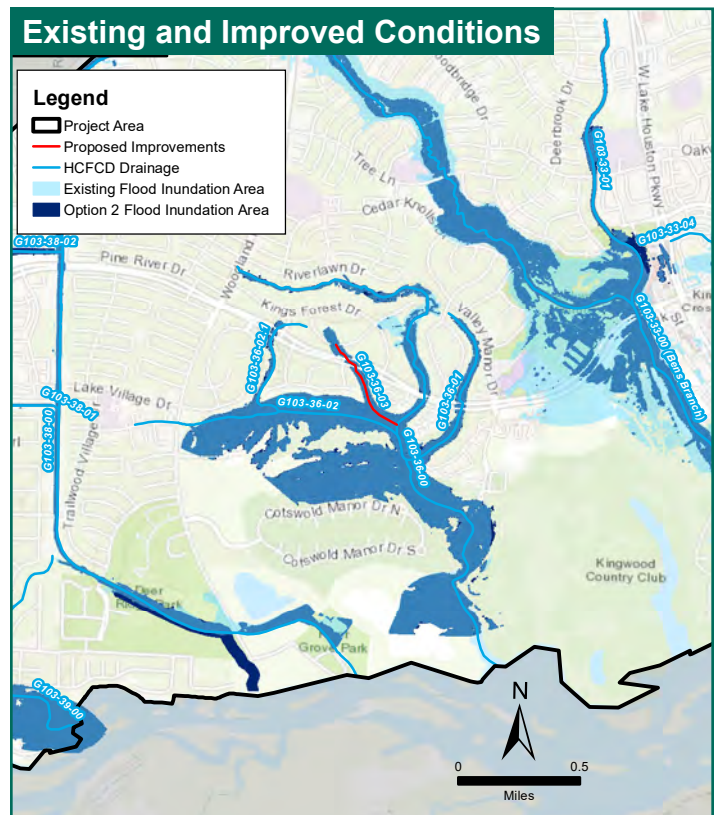 Existing and Improved Conditions
Legend
Project Area
Proposed Improvements
HCFCD Drainage
Existing Flood Inundation Area
Option 2 Flood Inundation Area
Deerbrook Dr
W Lake Houston Pkwy
G103-33-01
Tree Ln
Cedar Knolls
G103-33-04
G103-38-02
Pine River Dr
Woodland
Riverlawn Dr
Kings Forest Dr
Valley Manor Dr
G103-33-00 (Bens Branch)
St
G103-36-02-1
G103-36-03
G103-36-01
Lake Village Dr
G103-38-01
G103-36-02
G103-38-00
G103-36-00
Trailwood Village Dr
Cotswold Manor Dr N
Cotswold Manor Dr S
Kingwood
Country Club
Deer
Park
Grove Park
G103-39-00
N
0 0.5
Miles